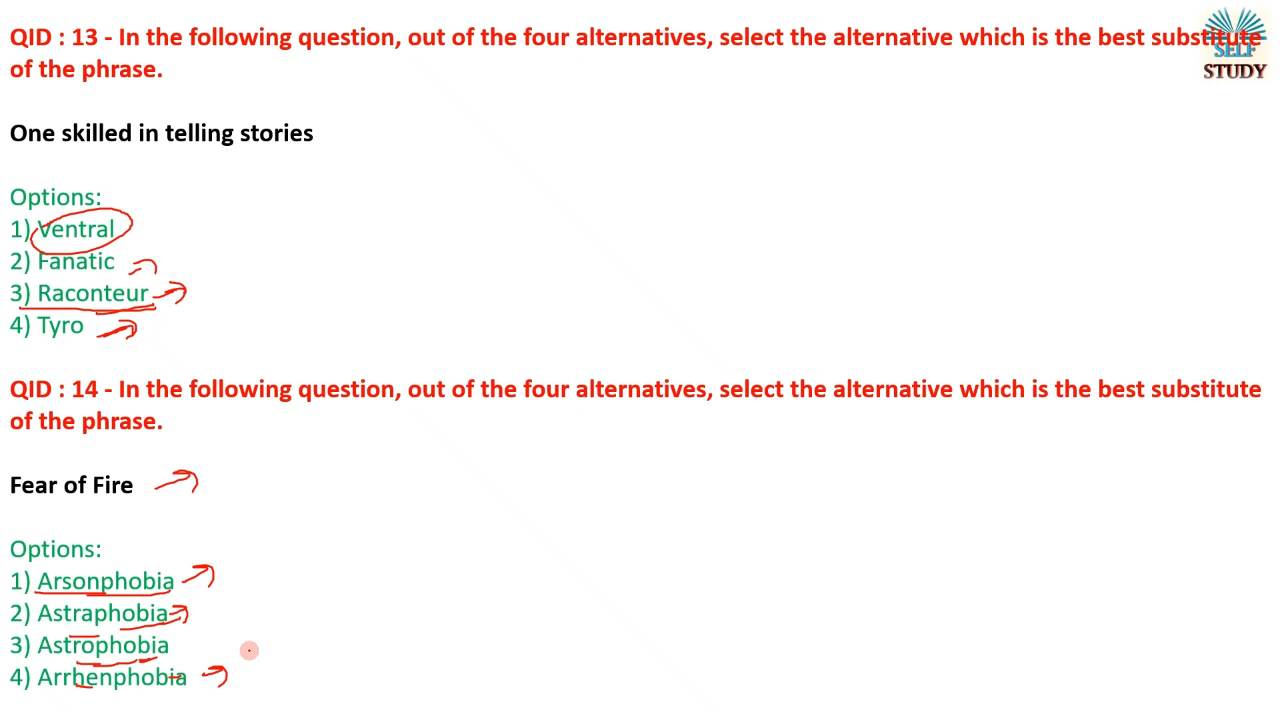 QID : 13 - In the following question, out of the four alternatives, select the alternative which is the best substitute
of the phrase.
SELF
STUDY
One skilled in telling stories
Options:
1) Ventral
2) Fanatic
3) Raconteur
4) Tyro
QID : 14 - In the following question, out of the four alternatives, select the alternative which is the best substitute
of the phrase.
Fear of Fire
Options:
1) Arsonphobia
2) Astraphobia
3) Astrophobia
4) Arrhenphobia